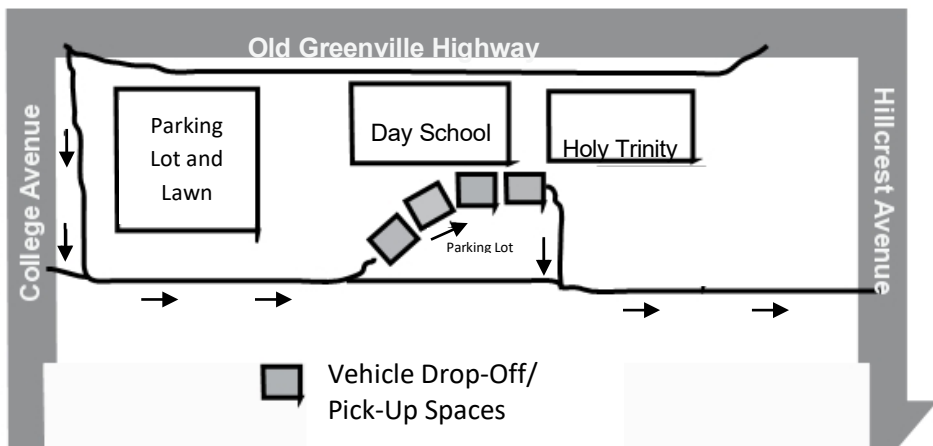 Old Greenville Highway
College Avenue
Hillcrest Avenue
Parking
Lot and
Lawn
Day School
Holy Trinity
Parking Lot
Vehicle Drop-Off/
Pick-Up Spaces